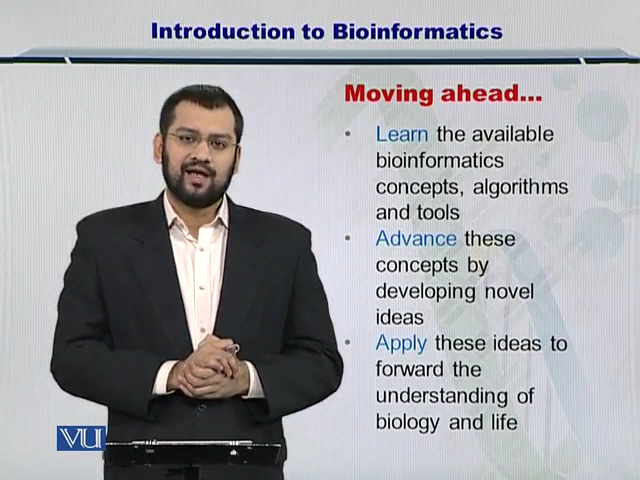 Introduction to Bioinformatics
Moving ahead...
• Learn the available
bioinformatics
concepts, algorithms
and tools
• Advance these
concepts by
developing novel
ideas
• Apply these ideas to
forward the
understanding of
biology and life
VU